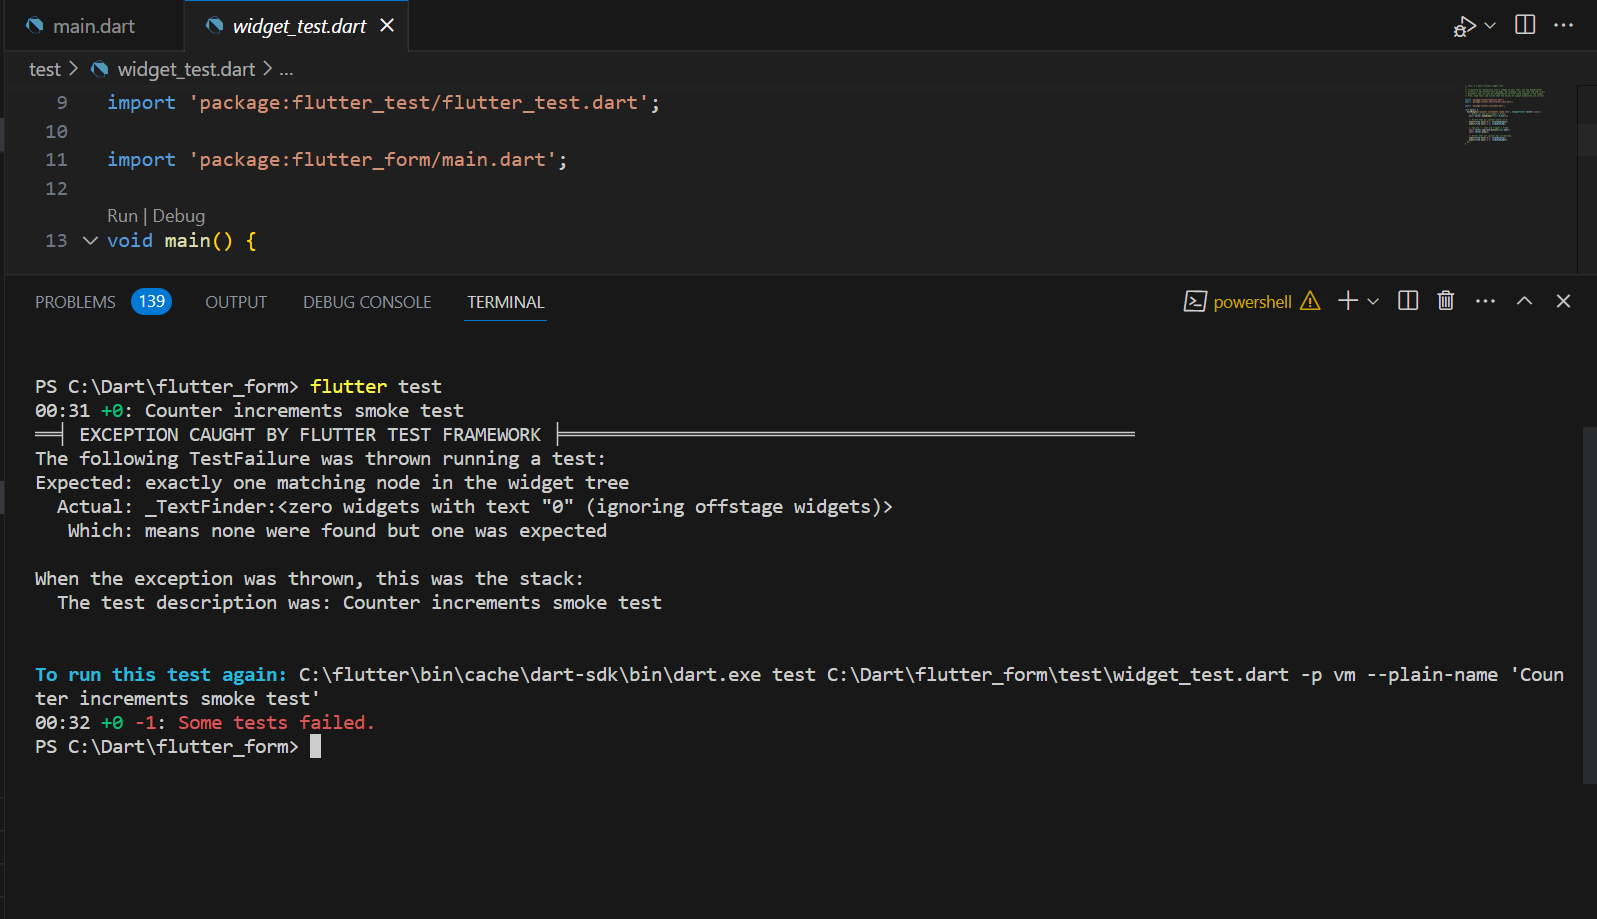 main.dart
widget_test.dart
test > widget_test.dart > ...
9 import 'package:flutter_test/flutter_test.dart';
10
11 import 'package:flutter_form/main.dart';
12
Run | Debug
13 void main() {
PROBLEMS 139 OUTPUT DEBUG CONSOLE TERMINAL powershell
PS C:\Dart\flutter_form> flutter test
00:31 +0: Counter increments smoke test
══╡ EXCEPTION CAUGHT BY FLUTTER TEST FRAMEWORK ╞════════════════════════════════════════════════════
The following TestFailure was thrown running a test:
Expected: exactly one matching node in the widget tree
Actual: _TextFinder:<zero widgets with text "0" (ignoring offstage widgets)>
Which: means none were found but one was expected
When the exception was thrown, this was the stack:
The test description was: Counter increments smoke test
To run this test again: C:\flutter\bin\cache\dart-sdk\bin\dart.exe test C:\Dart\flutter_form\test\widget_test.dart -p vm --plain-name 'Coun
ter increments smoke test'
00:32 +0 -1: Some tests failed.
PS C:\Dart\flutter_form>